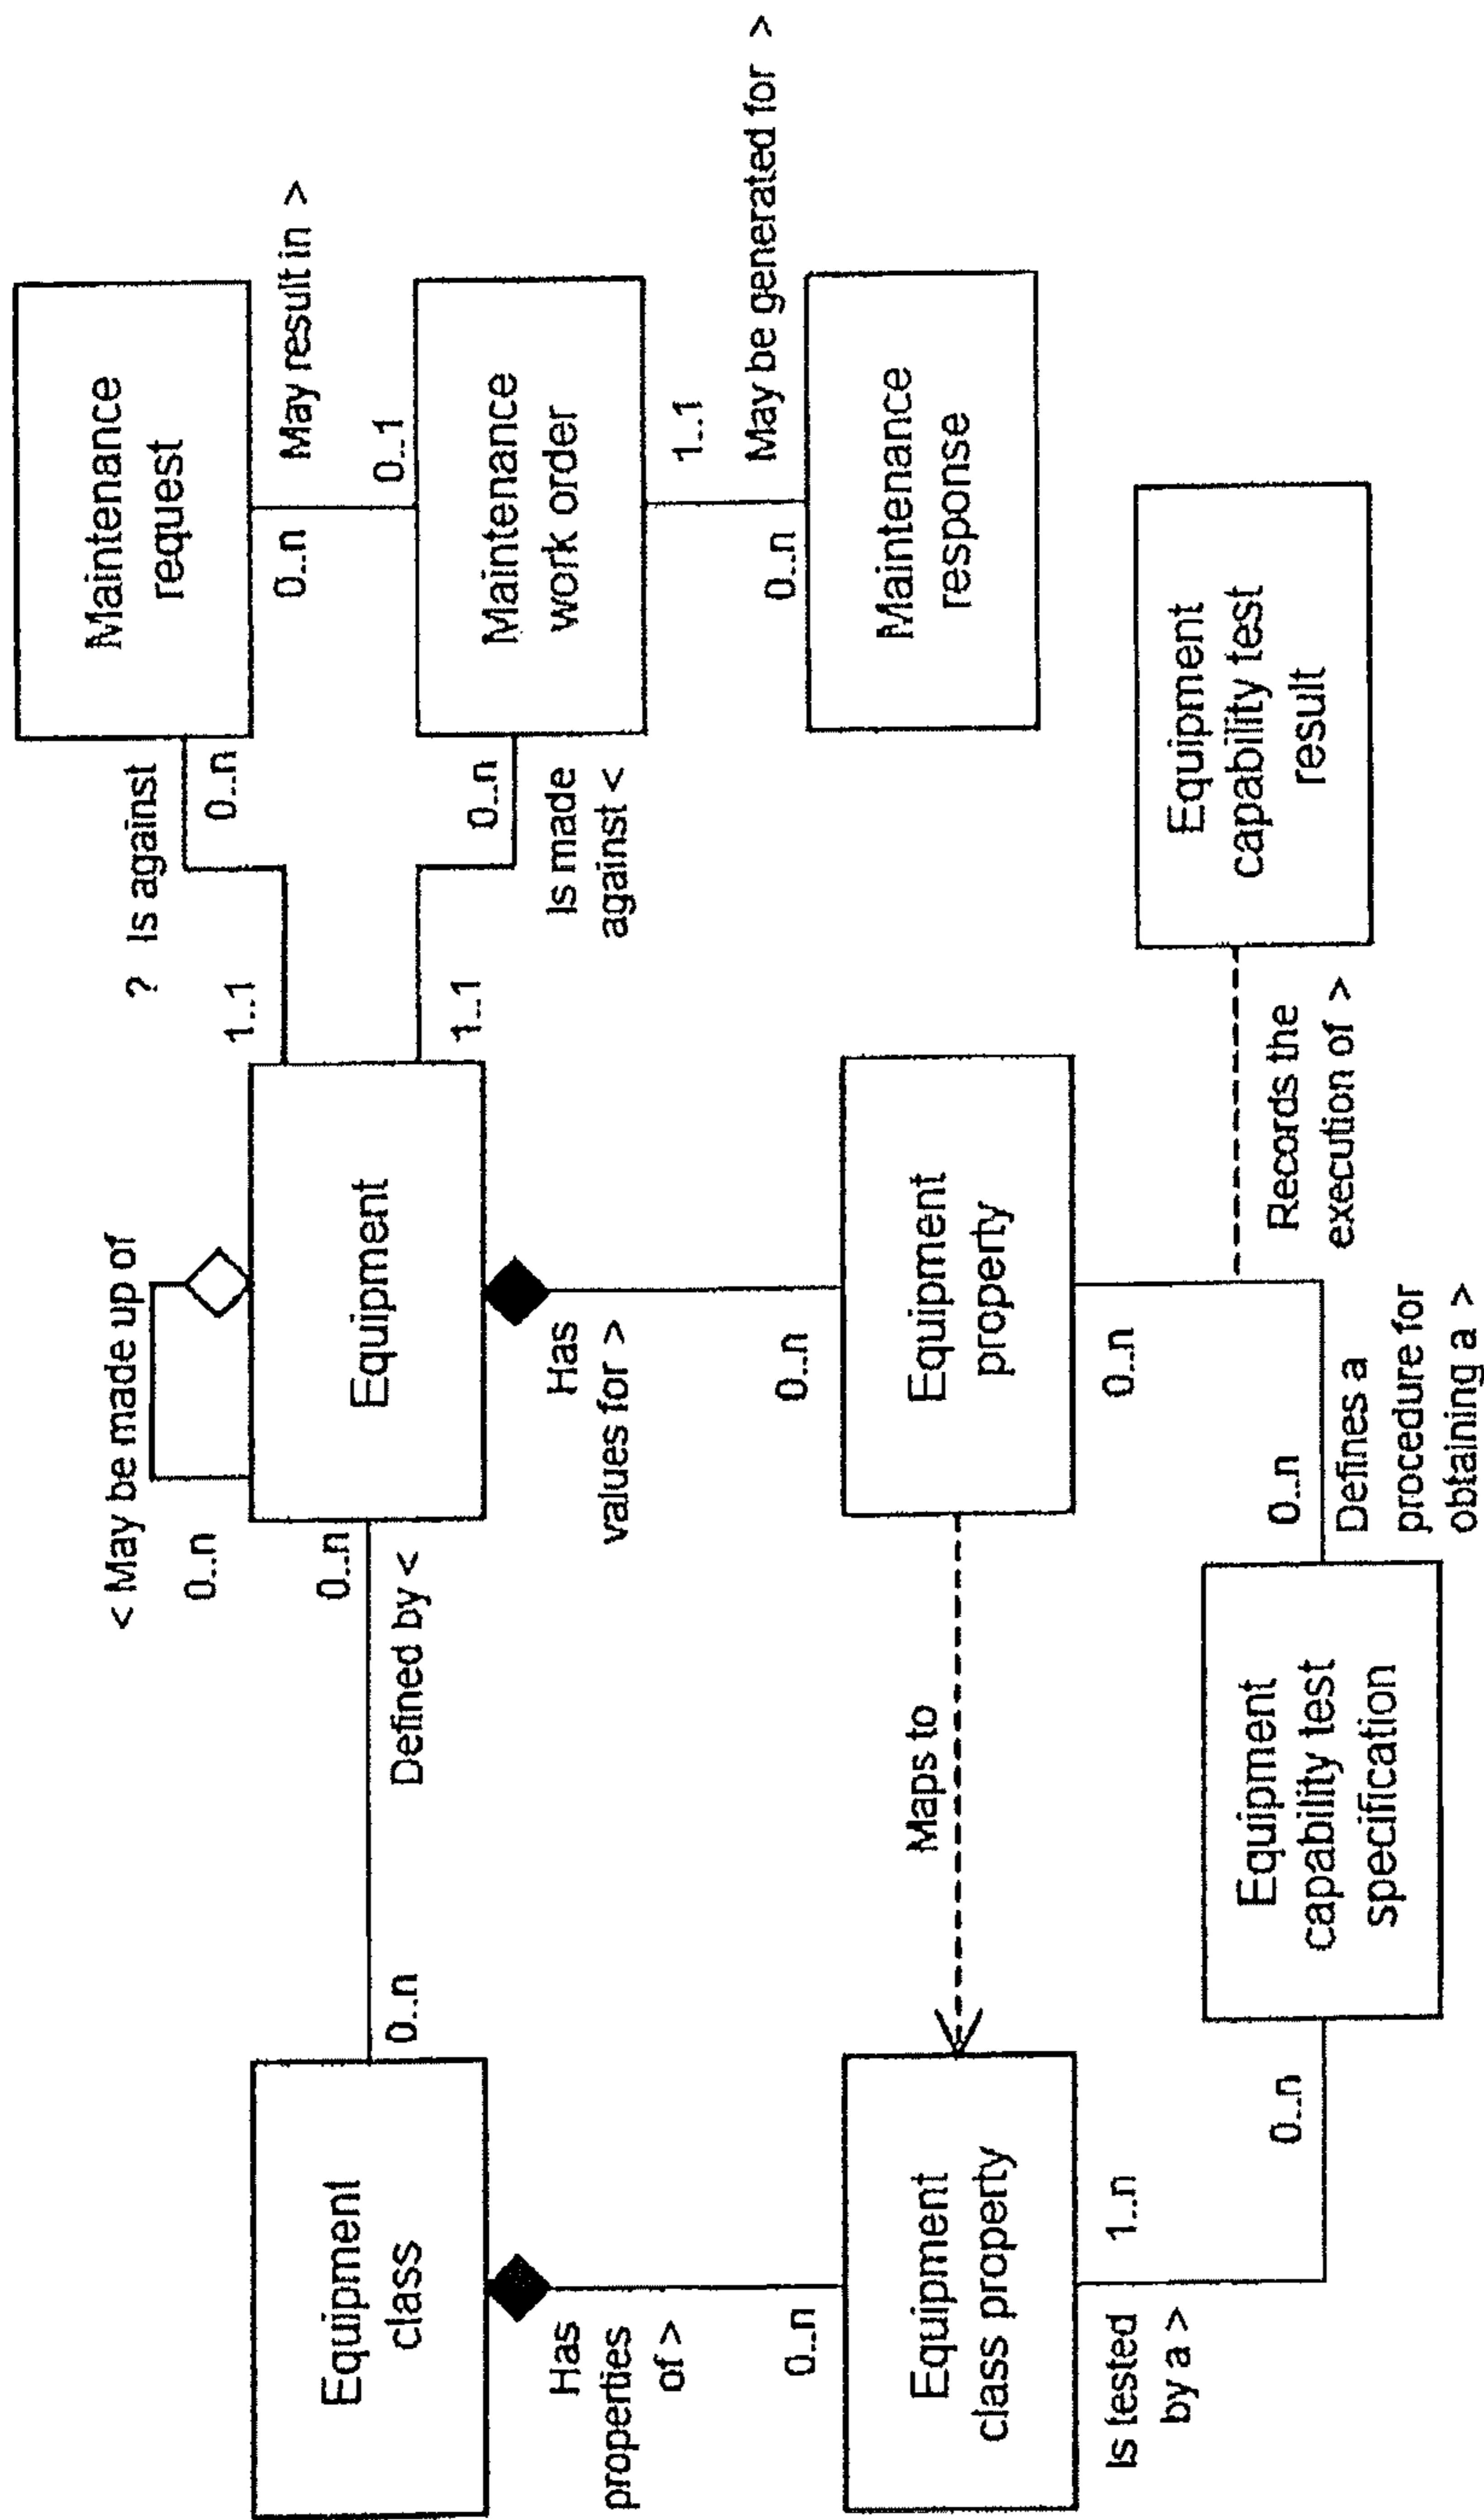 < May be made up of
0..n
? Is against
1..1
0..n
Maintenance
request
0..n
May result in >
0..1
Equipment
class
0..n
Defined by <
0..n
Equipment
1..1
0..n
Is made
against <
Maintenance
work order
1..1
May be generated for >
0..n
Maintenance
response
Has
properties
of >
0..n
Has
values for >
0..n
Equipment
class property
Maps to
Equipment
property
Is tested
by a >
1..n
0..n
Equipment
capability test
specification
0..n
0..n
Defines a
procedure for
obtaining a >
Records the
execution of >
Equipment
capability test
result